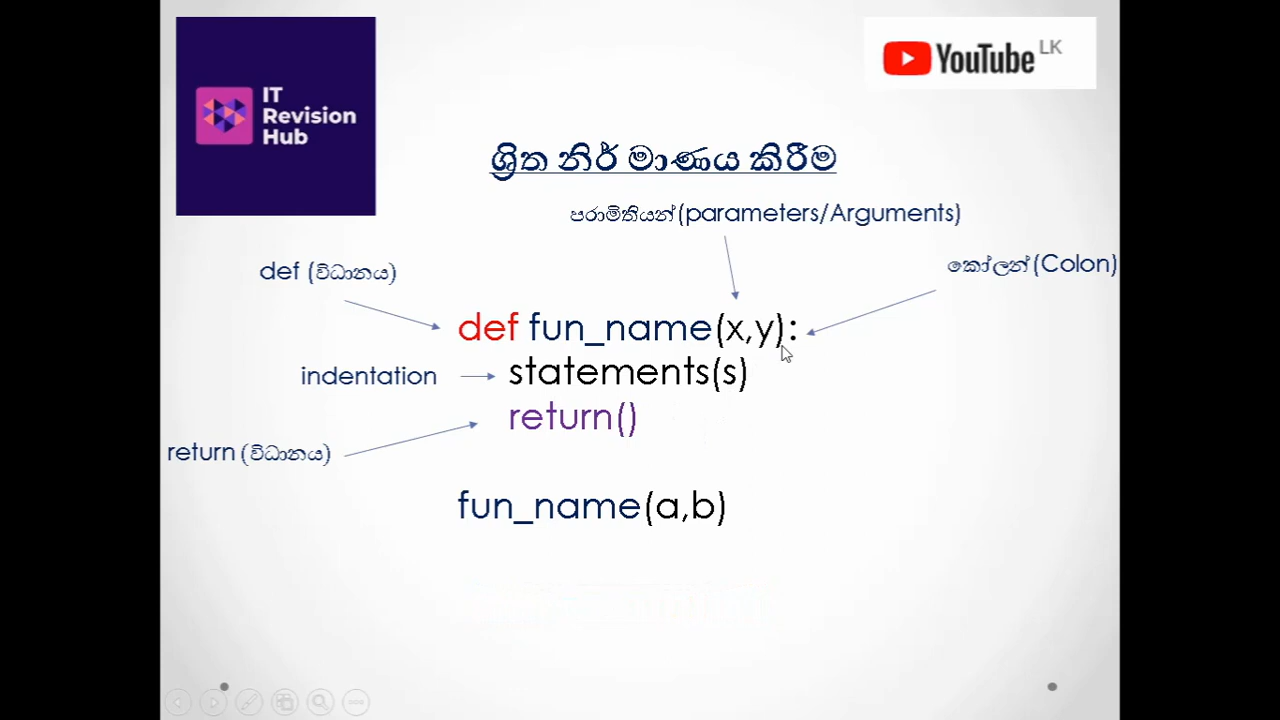 IT
Revision
Hub
YouTube LK
ශ්‍රිත නිර් මාණය කිරීම
පරාමිතියන්(parameters/Arguments)
def (විධානය)
කෝලන්(Colon)
def fun_name(x,y):
indentation
statements(s)
return()
return (විධානය)
fun_name(a,b)